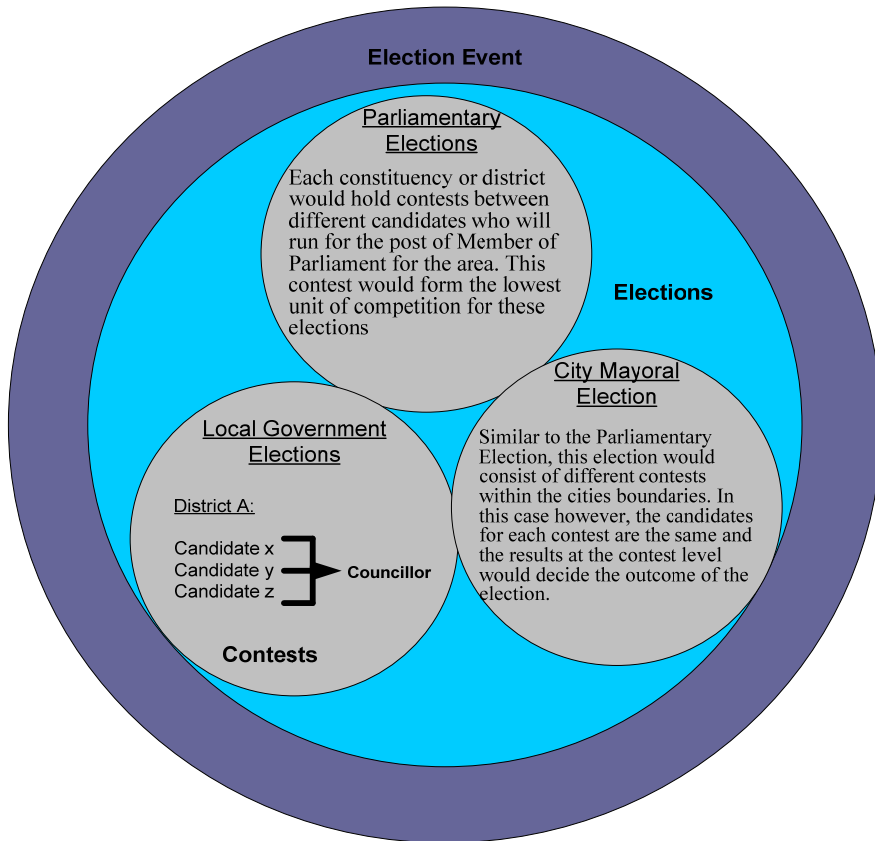 Election Event
Parliamentary
Elections
Each constituency or district
would hold contests between
different candidates who will
run for the post of Member of
Parliament for the area. This
contest would form the lowest
unit of competition for these
elections
Elections
City Mayoral
Election
Similar to the Parliamentary
Election, this election would
consist of different contests
within the cities boundaries. In
this case however, the candidates
for each contest are the same and
the results at the contest level
would decide the outcome of the
election.
Local Government
Elections
District A:
Candidate x
Candidate y
Candidate z
Councillor
Contests